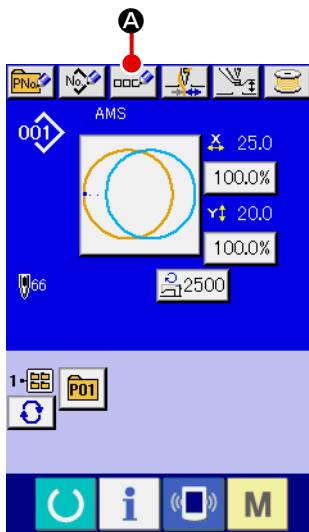 A
PNo. No.
AMS
001
X 25.0
100.0%
Y 20.0
100.0%
66
2500
1-
P01
i M